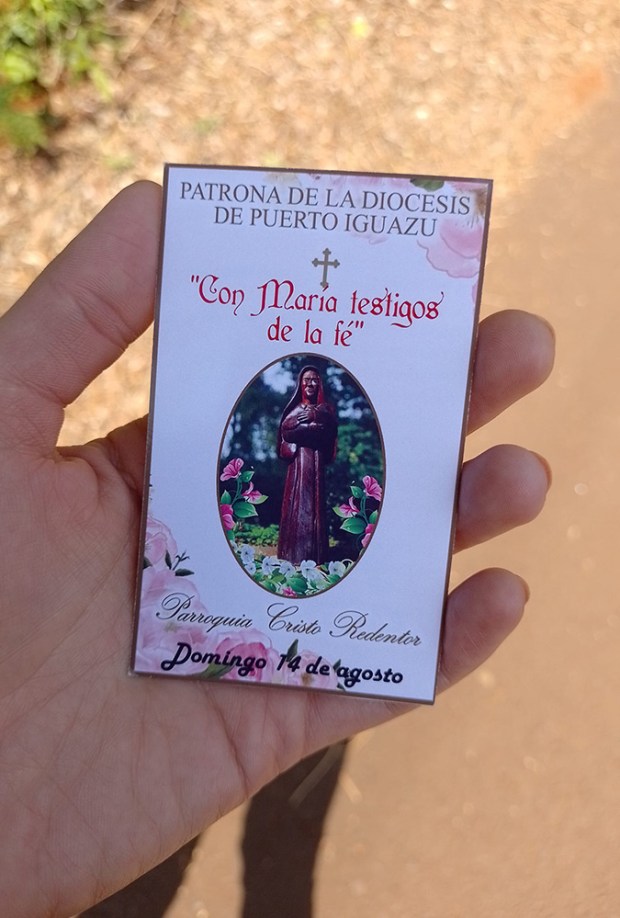 PATRONA DE LA DIOCESIS
DE PUERTO IGUAZU
"Con María testigos
de la fé"
Parroquia Cristo Redentor
Domingo 14 de agosto